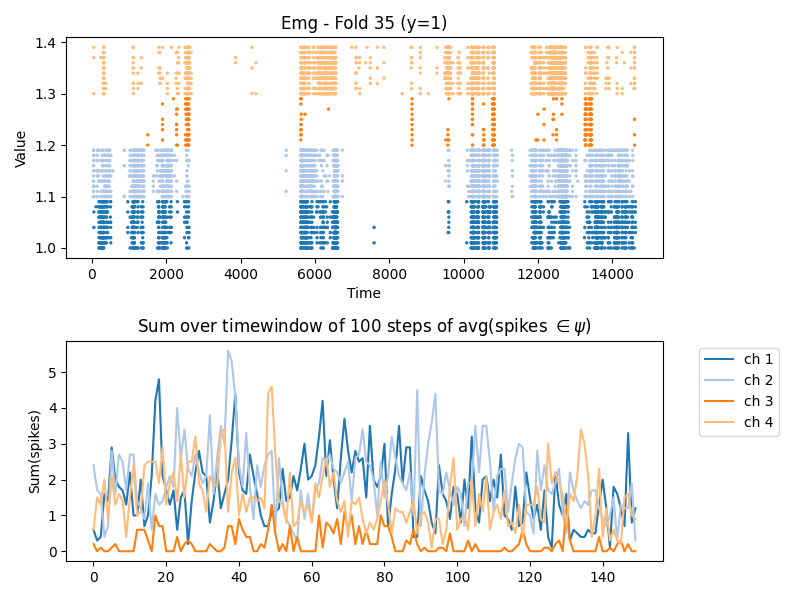 Emg - Fold 35 (y=1)
Value
1.4
1.3
1.2
1.1
1.0
0 2000 4000 6000 8000 10000 12000 14000
Time
Sum over timewindow of 100 steps of avg(spikes ∈ ψ)
Sum(spikes)
5
4
3
2
1
0
0 20 40 60 80 100 120 140
ch 1
ch 2
ch 3
ch 4